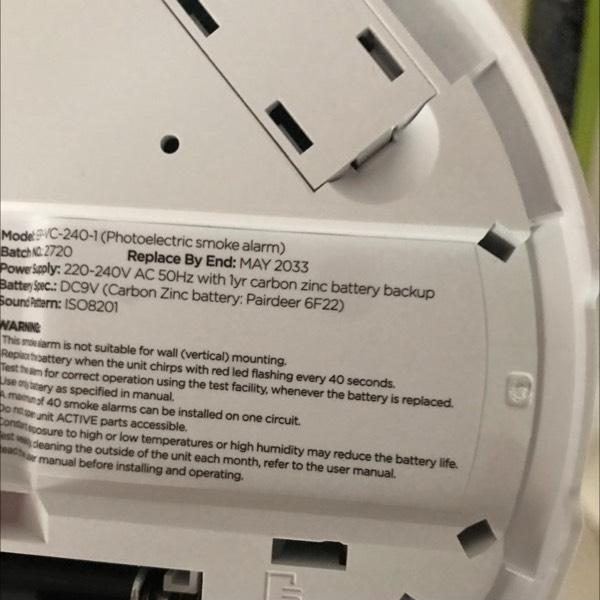 Model: VC-240-1 (Photoelectric smoke alarm)
Batch No. 2720 Replace By End: MAY 2033
Power Supply: 220-240V AC 50Hz with 1yr carbon zinc battery backup
Battery Spec.: DC9V (Carbon Zinc battery: Pairdeer 6F22)
Sound Pattern: ISO8201
WARNING
This smoke alarm is not suitable for wall (vertical) mounting.
Replace the battery when the unit chirps with red led flashing every 40 seconds.
Test the alarm for correct operation using the test facility, whenever the battery is replaced.
Use only battery as specified in manual.
A maximum of 40 smoke alarms can be installed on one circuit.
Do not open unit ACTIVE parts accessible.
Constant exposure to high or low temperatures or high humidity may reduce the battery life.
Test weekly, cleaning the outside of the unit each month, refer to the user manual.
Read the user manual before installing and operating.